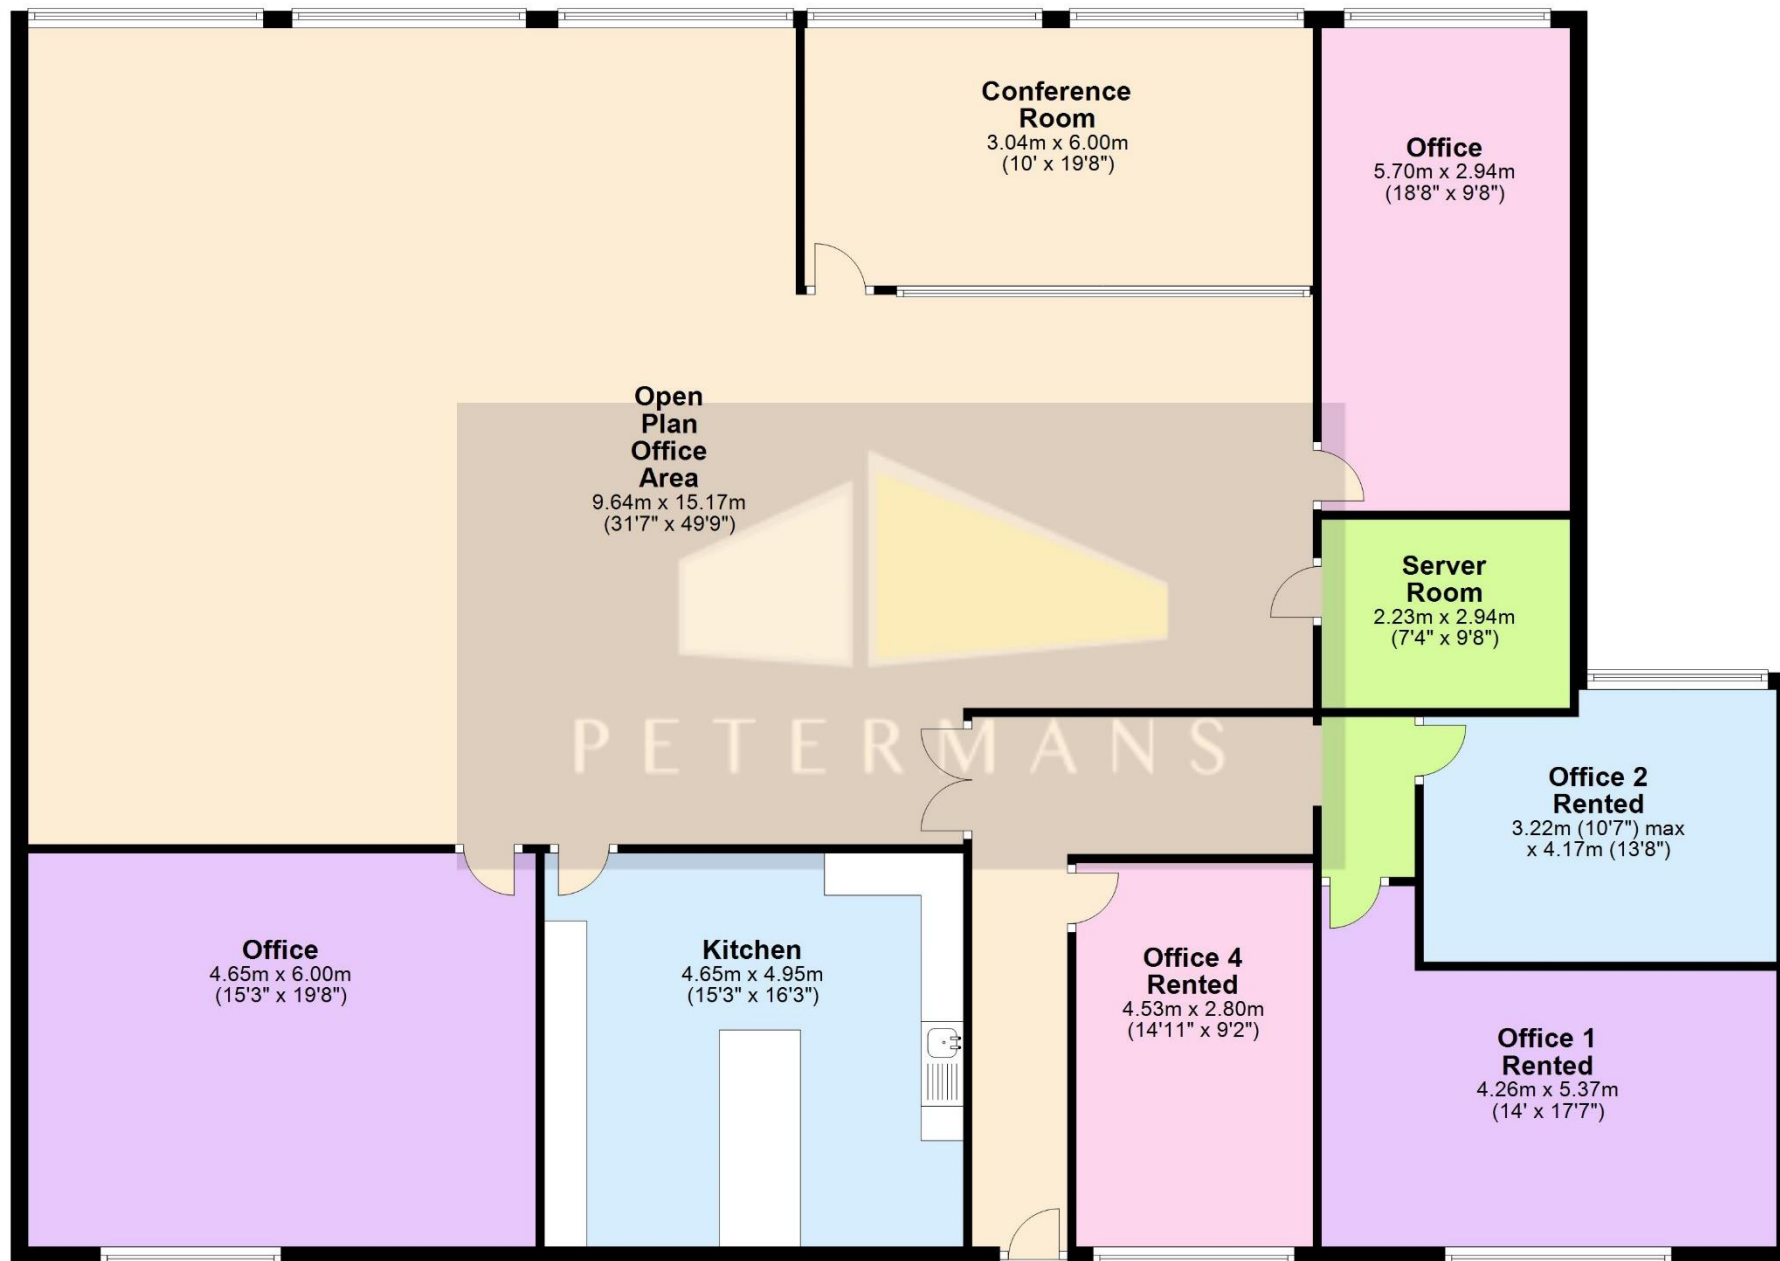 Conference
Room
3.04m x 6.00m
(10' x 19'8")
Office
5.70m x 2.94m
(18'8" x 9'8")
Open
Plan
Office
Area
9.64m x 15.17m
(31'7" x 49'9")
Server
Room
2.23m x 2.94m
(7'4" x 9'8")
PETERMANS
Office 2
Rented
3.22m (10'7") max
x 4.17m (13'8")
Office
4.65m x 6.00m
(15'3" x 19'8")
Kitchen
4.65m x 4.95m
(15'3" x 16'3")
Office 4
Rented
4.53m x 2.80m
(14'11" x 9'2")
Office 1
Rented
4.26m x 5.37m
(14' x 17'7")